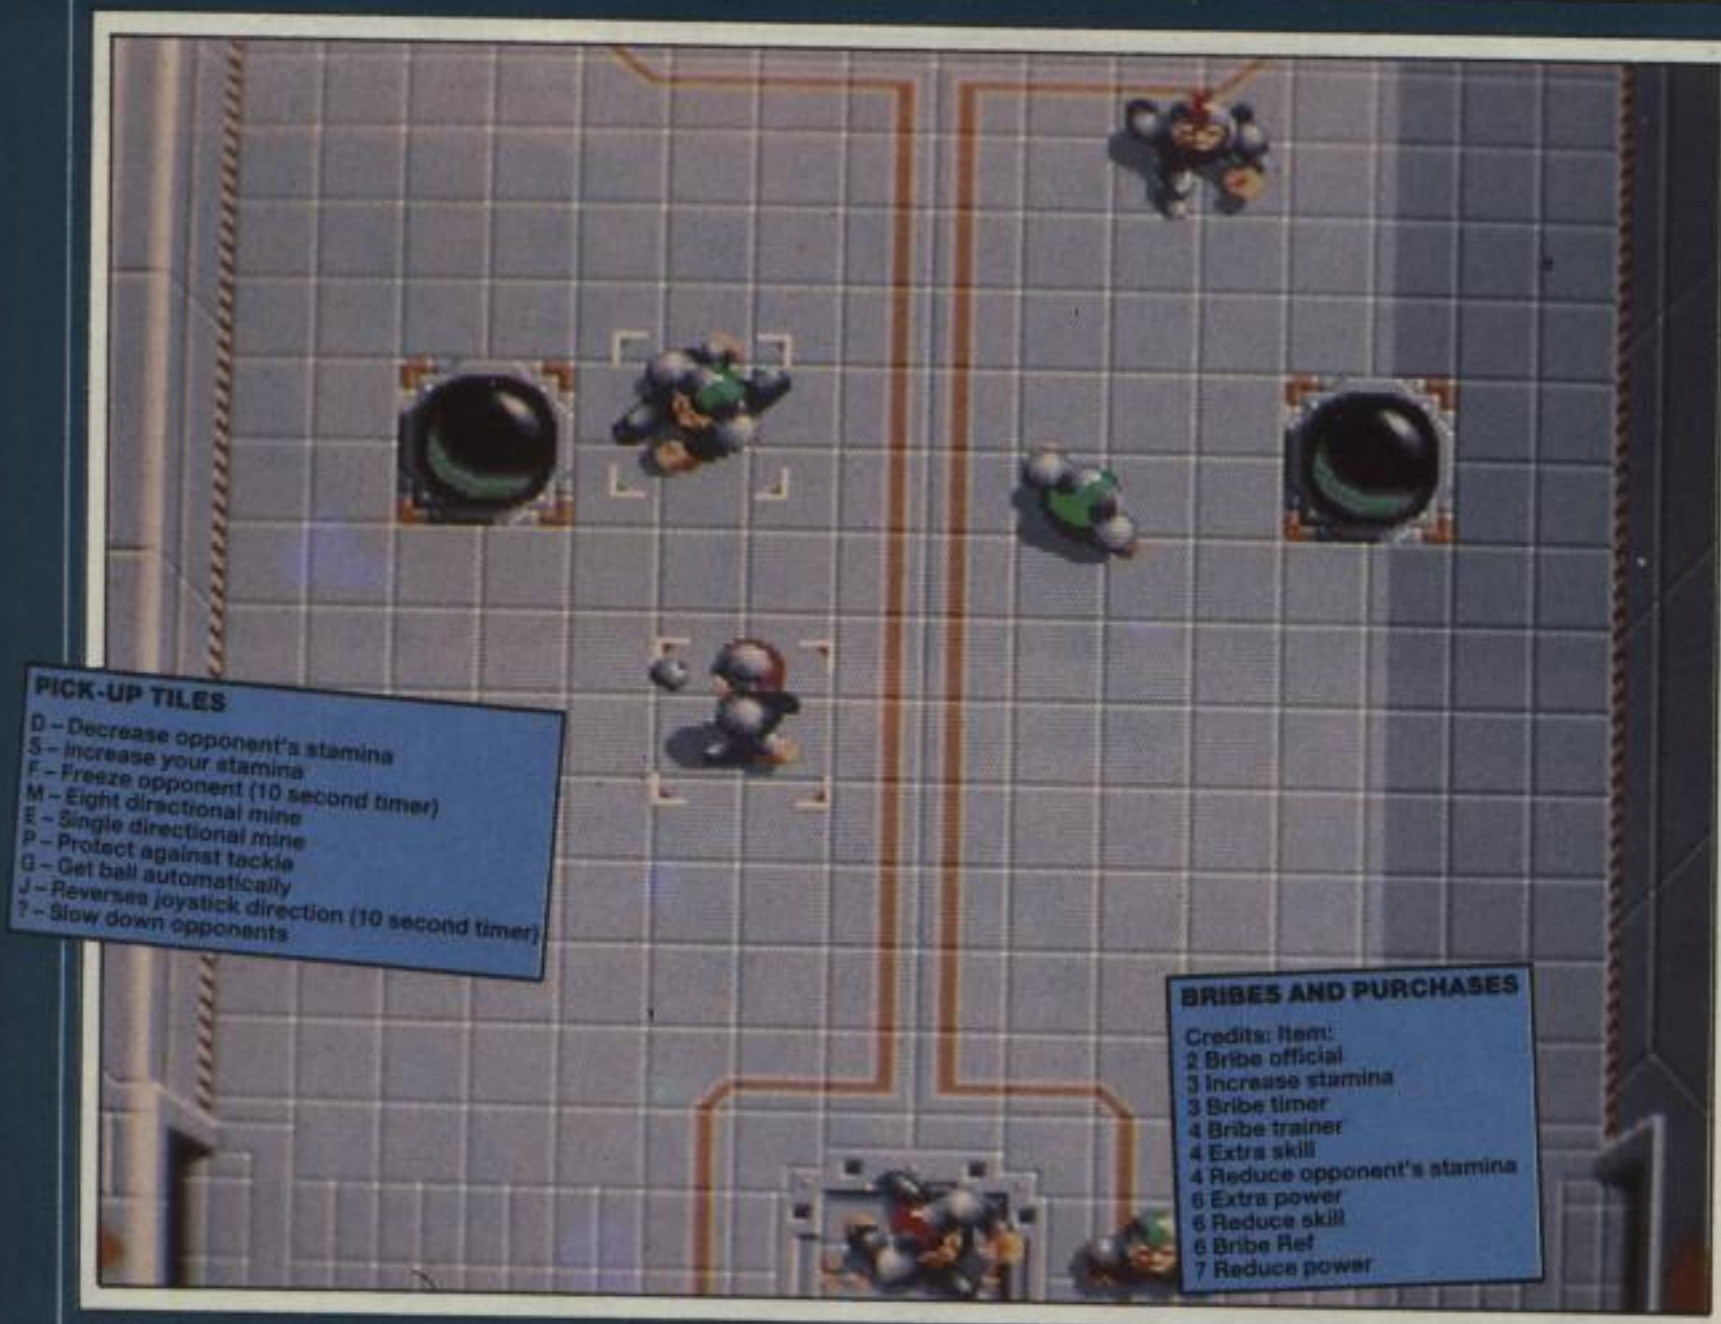 PICK-UP TILES
D – Decrease opponent's stamina
S – Increase your stamina
F – Freeze opponent (10 second timer)
M – Eight directional mine
E – Single directional mine
P – Protect against tackle
G – Get ball automatically
J – Reverses joystick direction (10 second timer)
? – Slow down opponents
BRIBES AND PURCHASES
Credits: Item:
2 Bribe official
3 Increase stamina
3 Bribe timer
4 Bribe trainer
4 Extra skill
4 Reduce opponent's stamina
6 Extra power
6 Reduce skill
6 Bribe Ref
7 Reduce power